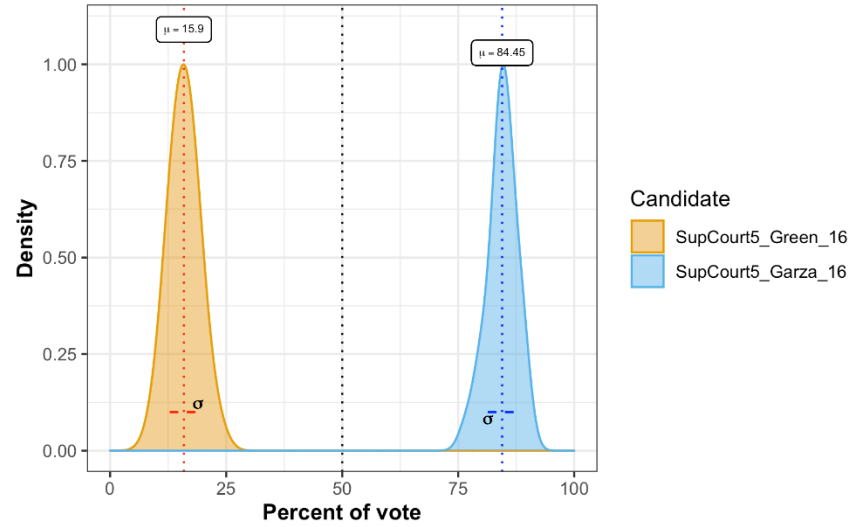 μ = 15.9
μ = 84.45
1.00
0.75
0.50
0.25
0.00
Density
σ
σ
0
25
50
75
100
Percent of vote
Candidate
SupCourt5_Green_16
SupCourt5_Garza_16